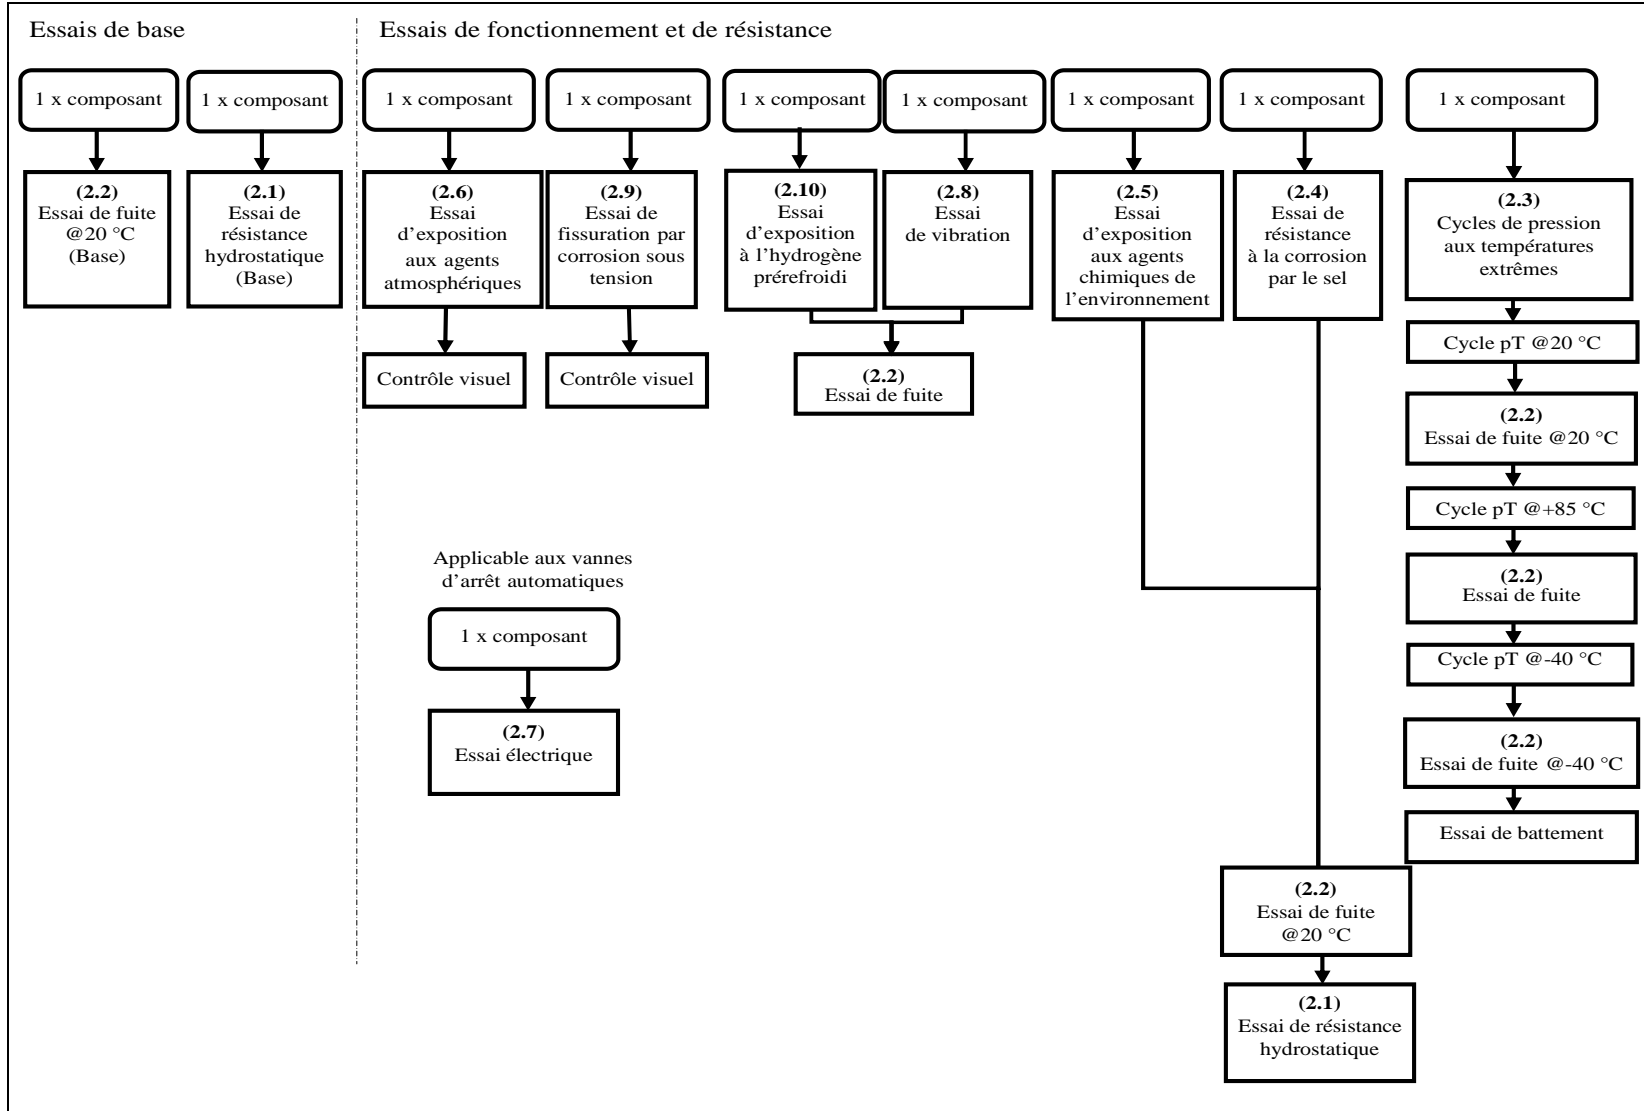 Essais de base
Essais de fonctionnement et de résistance
1 x composant
1 x composant
1 x composant
1 x composant
1 x composant
1 x composant
1 x composant
1 x composant
1 x composant
(2.2)
Essai de fuite
@20 °C
(Base)
(2.1)
Essai de
résistance
hydrostatique
(Base)
(2.6)
Essai
d’exposition
aux agents
atmosphériques
(2.9)
Essai de
fissuration par
corrosion sous
tension
(2.10)
Essai
d’exposition
à l’hydrogène
prérefroidi
(2.8)
Essai
de vibration
(2.5)
Essai
d’exposition
aux agents
chimiques de
l’environnement
(2.4)
Essai de
résistance
à la corrosion
par le sel
(2.3)
Cycles de pression
aux températures
extrêmes
Contrôle visuel
Contrôle visuel
(2.2)
Essai de fuite
Cycle pT @20 °C
(2.2)
Essai de fuite @20 °C
Cycle pT @+85 °C
(2.2)
Essai de fuite
Cycle pT @-40 °C
(2.2)
Essai de fuite @-40 °C
Essai de battement
Applicable aux vannes
d’arrêt automatiques
1 x composant
(2.7)
Essai électrique
(2.2)
Essai de fuite
@20 °C
(2.1)
Essai de résistance
hydrostatique